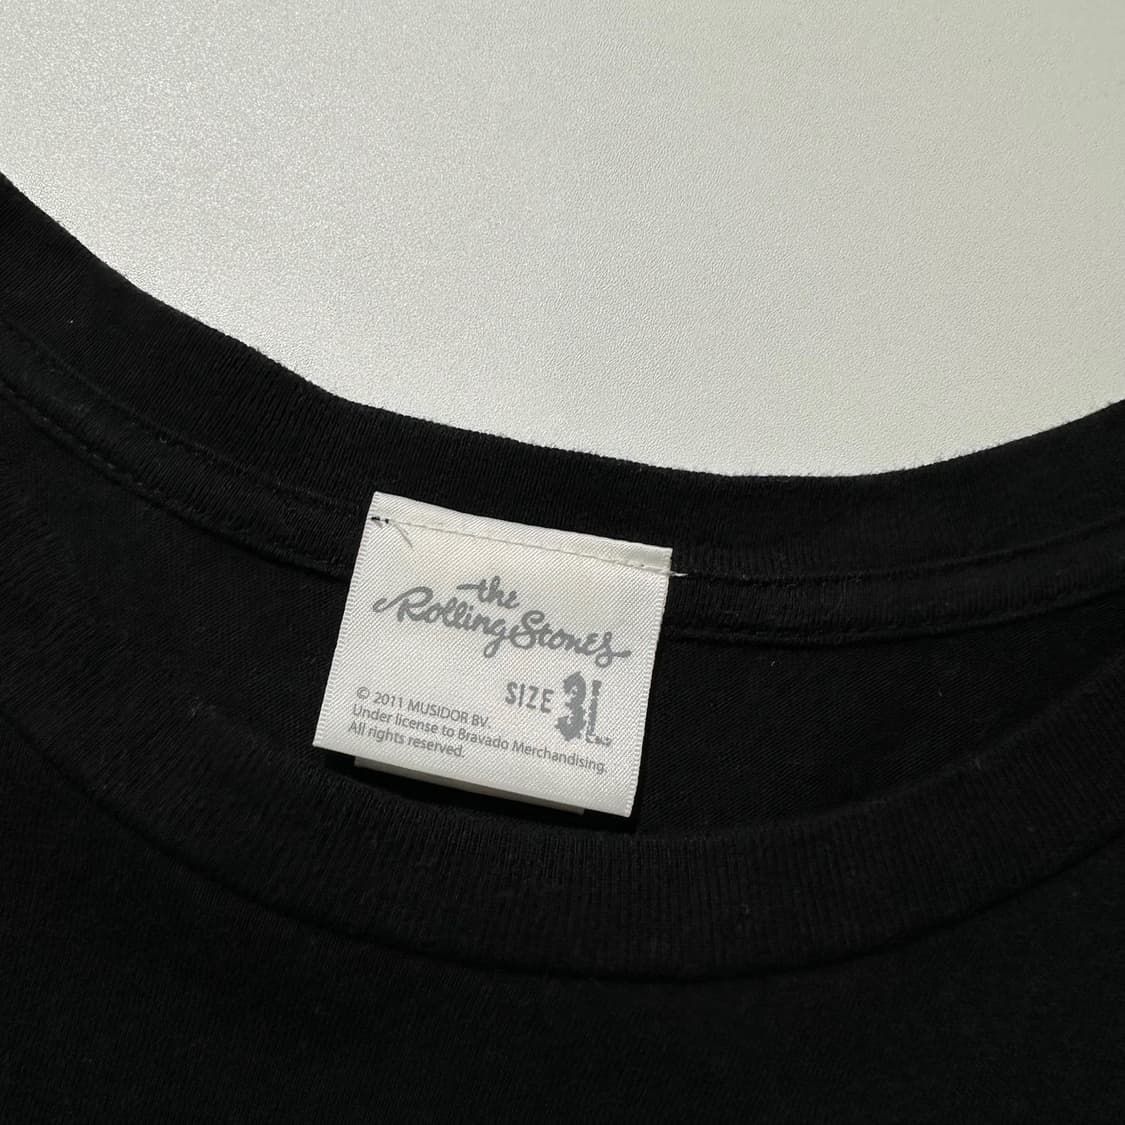 the
Rolling Stones
SIZE 3L
© 2011 MUSIDOR BV.
Under license to Bravado Merchandising.
All rights reserved.